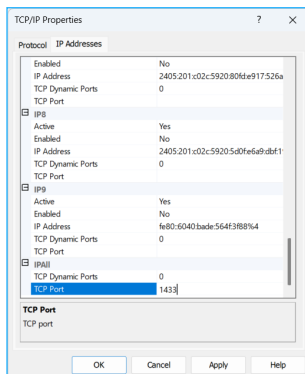 TCP/IP Properties ? ×
Protocol IP Addresses
Enabled No
IP Address 2405:201:c02c:5920:80fd:e917:526a
TCP Dynamic Ports 0
TCP Port
IP8
Active Yes
Enabled No
IP Address 2405:201:c02c:5920:5d0f:e6a9:dbf:1
TCP Dynamic Ports 0
TCP Port
IP9
Active Yes
Enabled No
IP Address fe80::6040:bade:564f:3f88%4
TCP Dynamic Ports 0
TCP Port
IPAll
TCP Dynamic Ports 0
TCP Port 1433
TCP Port
TCP port
OK Cancel Apply Help